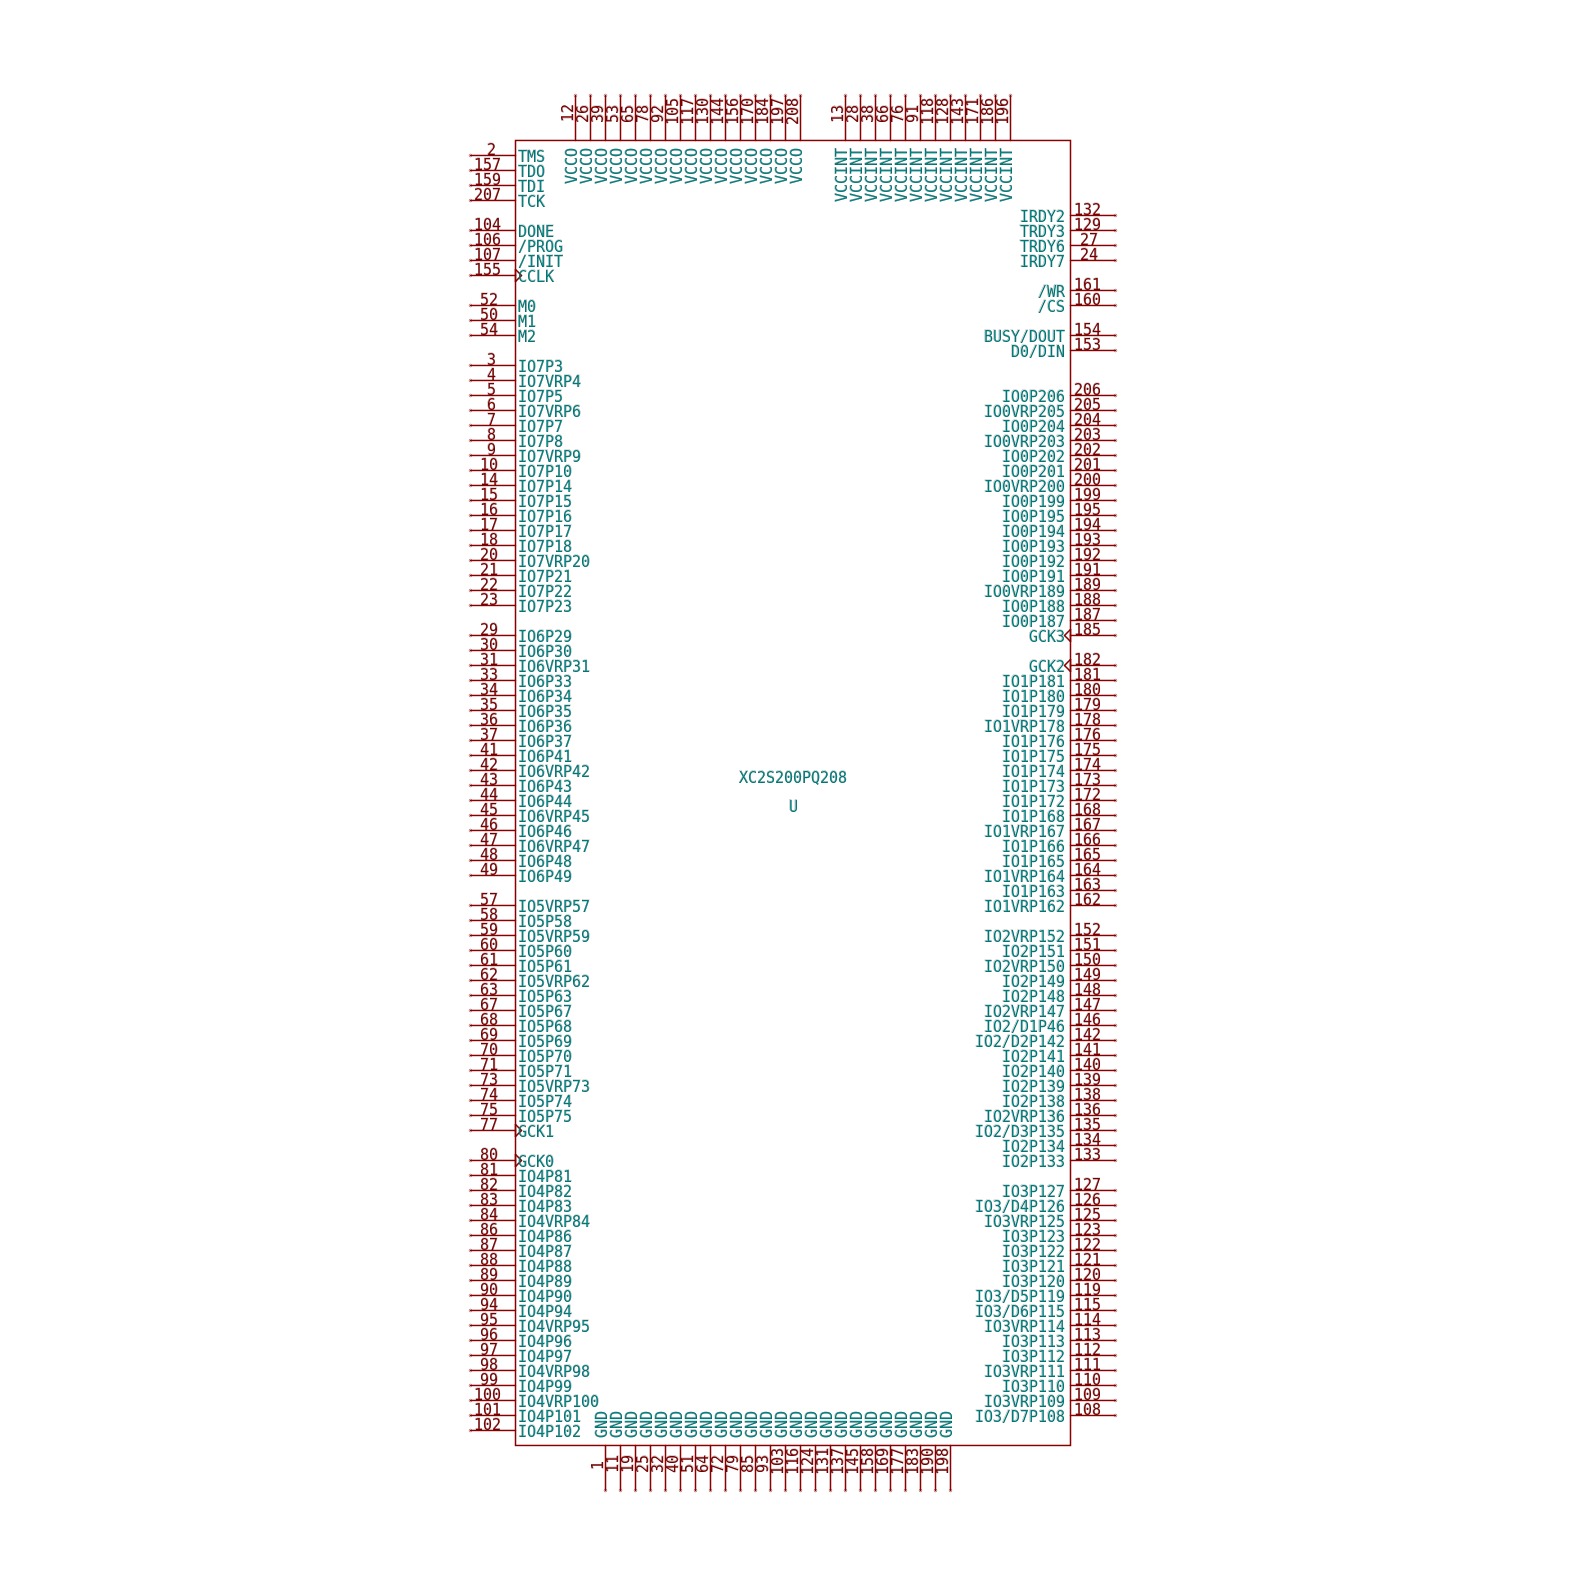 12 26 39 53 65 78 92 105 117 130 144 156 170 184 197 208 13 28 38 66 76 91 118 128 143 171 186 196
VCCO VCCO VCCO VCCO VCCO VCCO VCCO VCCO VCCO VCCO VCCO VCCO VCCO VCCO VCCO VCCO VCCINT VCCINT VCCINT VCCINT VCCINT VCCINT VCCINT VCCINT VCCINT VCCINT VCCINT VCCINT
2 TMS
157 TDO
159 TDI
207 TCK
104 DONE
106 /PROG
107 /INIT
155 CCLK
52 M0
50 M1
54 M2
3 IO7P3
4 IO7VRP4
5 IO7P5
6 IO7VRP6
7 IO7P7
8 IO7P8
9 IO7VRP9
10 IO7P10
14 IO7P14
15 IO7P15
16 IO7P16
17 IO7P17
18 IO7P18
20 IO7VRP20
21 IO7P21
22 IO7P22
23 IO7P23
29 IO6P29
30 IO6P30
31 IO6VRP31
33 IO6P33
34 IO6P34
35 IO6P35
36 IO6P36
37 IO6P37
41 IO6P41
42 IO6VRP42
43 IO6P43
44 IO6P44
45 IO6VRP45
46 IO6P46
47 IO6VRP47
48 IO6P48
49 IO6P49
57 IO5VRP57
58 IO5P58
59 IO5VRP59
60 IO5P60
61 IO5P61
62 IO5VRP62
63 IO5P63
67 IO5P67
68 IO5P68
69 IO5P69
70 IO5P70
71 IO5P71
73 IO5VRP73
74 IO5P74
75 IO5P75
77 GCK1
80 GCK0
81 IO4P81
82 IO4P82
83 IO4P83
84 IO4VRP84
86 IO4P86
87 IO4P87
88 IO4P88
89 IO4P89
90 IO4P90
94 IO4P94
95 IO4VRP95
96 IO4P96
97 IO4P97
98 IO4VRP98
99 IO4P99
100 IO4VRP100
101 IO4P101
102 IO4P102
XC2S200PQ208
U
IRDY2 132
TRDY3 129
TRDY6 27
IRDY7 24
/WR 161
/CS 160
BUSY/DOUT 154
D0/DIN 153
IO0P206 206
IO0VRP205 205
IO0P204 204
IO0VRP203 203
IO0P202 202
IO0P201 201
IO0VRP200 200
IO0P199 199
IO0P195 195
IO0P194 194
IO0P193 193
IO0P192 192
IO0P191 191
IO0VRP189 189
IO0P188 188
IO0P187 187
GCK3 185
GCK2 182
IO1P181 181
IO1P180 180
IO1P179 179
IO1VRP178 178
IO1P176 176
IO1P175 175
IO1P174 174
IO1P173 173
IO1P172 172
IO1P168 168
IO1VRP167 167
IO1P166 166
IO1P165 165
IO1VRP164 164
IO1P163 163
IO1VRP162 162
IO2VRP152 152
IO2P151 151
IO2VRP150 150
IO2P149 149
IO2P148 148
IO2VRP147 147
IO2/D1P46 146
IO2/D2P142 142
IO2P141 141
IO2P140 140
IO2P139 139
IO2P138 138
IO2VRP136 136
IO2/D3P135 135
IO2P134 134
IO2P133 133
IO3P127 127
IO3/D4P126 126
IO3VRP125 125
IO3P123 123
IO3P122 122
IO3P121 121
IO3P120 120
IO3/D5P119 119
IO3/D6P115 115
IO3VRP114 114
IO3P113 113
IO3P112 112
IO3VRP111 111
IO3P110 110
IO3VRP109 109
IO3/D7P108 108
GND GND GND GND GND GND GND GND GND GND GND GND GND GND GND GND GND GND GND GND GND GND GND GND
1 11 19 25 32 40 51 64 72 79 85 93 103 116 124 131 137 145 158 169 177 183 190 198